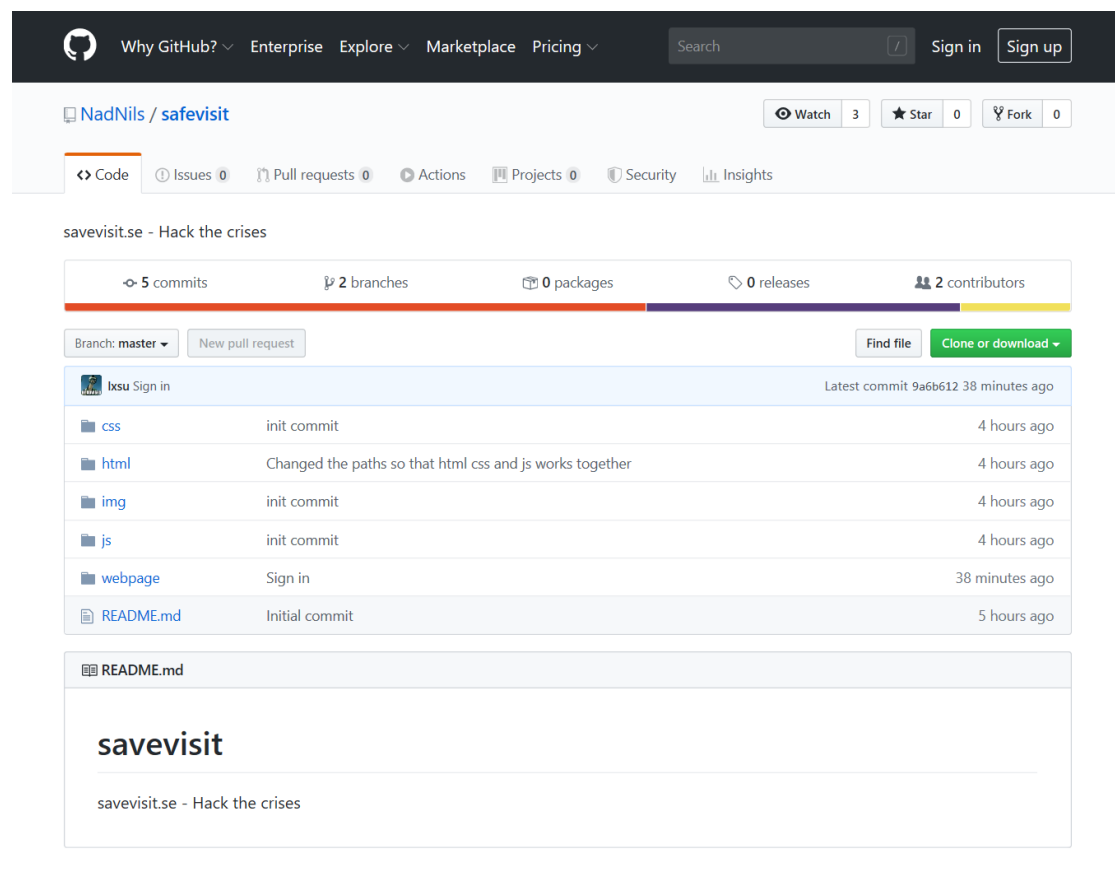 Why GitHub? Enterprise Explore Marketplace Pricing Search / Sign in Sign up
NadNils / safevisit Watch 3 Star 0 Fork 0
Code Issues 0 Pull requests 0 Actions Projects 0 Security Insights
savevisit.se - Hack the crises
5 commits 2 branches 0 packages 0 releases 2 contributors
Branch: master New pull request Find file Clone or download
lxsu Sign in Latest commit 9a6b612 38 minutes ago
css init commit 4 hours ago
html Changed the paths so that html css and js works together 4 hours ago
img init commit 4 hours ago
js init commit 4 hours ago
webpage Sign in 38 minutes ago
README.md Initial commit 5 hours ago
README.md
savevisit
savevisit.se - Hack the crises